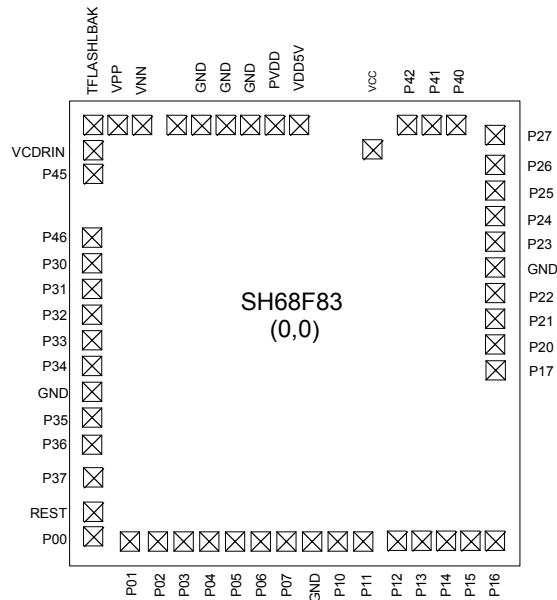 TFLASHLBAK
VPP
VNN
GND
GND
GND
PVDD
VDD5V
VCC
P42
P41
P40
VCDRIN
P45
P46
P30
P31
P32
P33
P34
GND
P35
P36
P37
REST
P00
SH68F83
(0,0)
P27
P26
P25
P24
P23
GND
P22
P21
P20
P17
P01
P02
P03
P04
P05
P06
P07
GND
P10
P11
P12
P13
P14
P15
P16